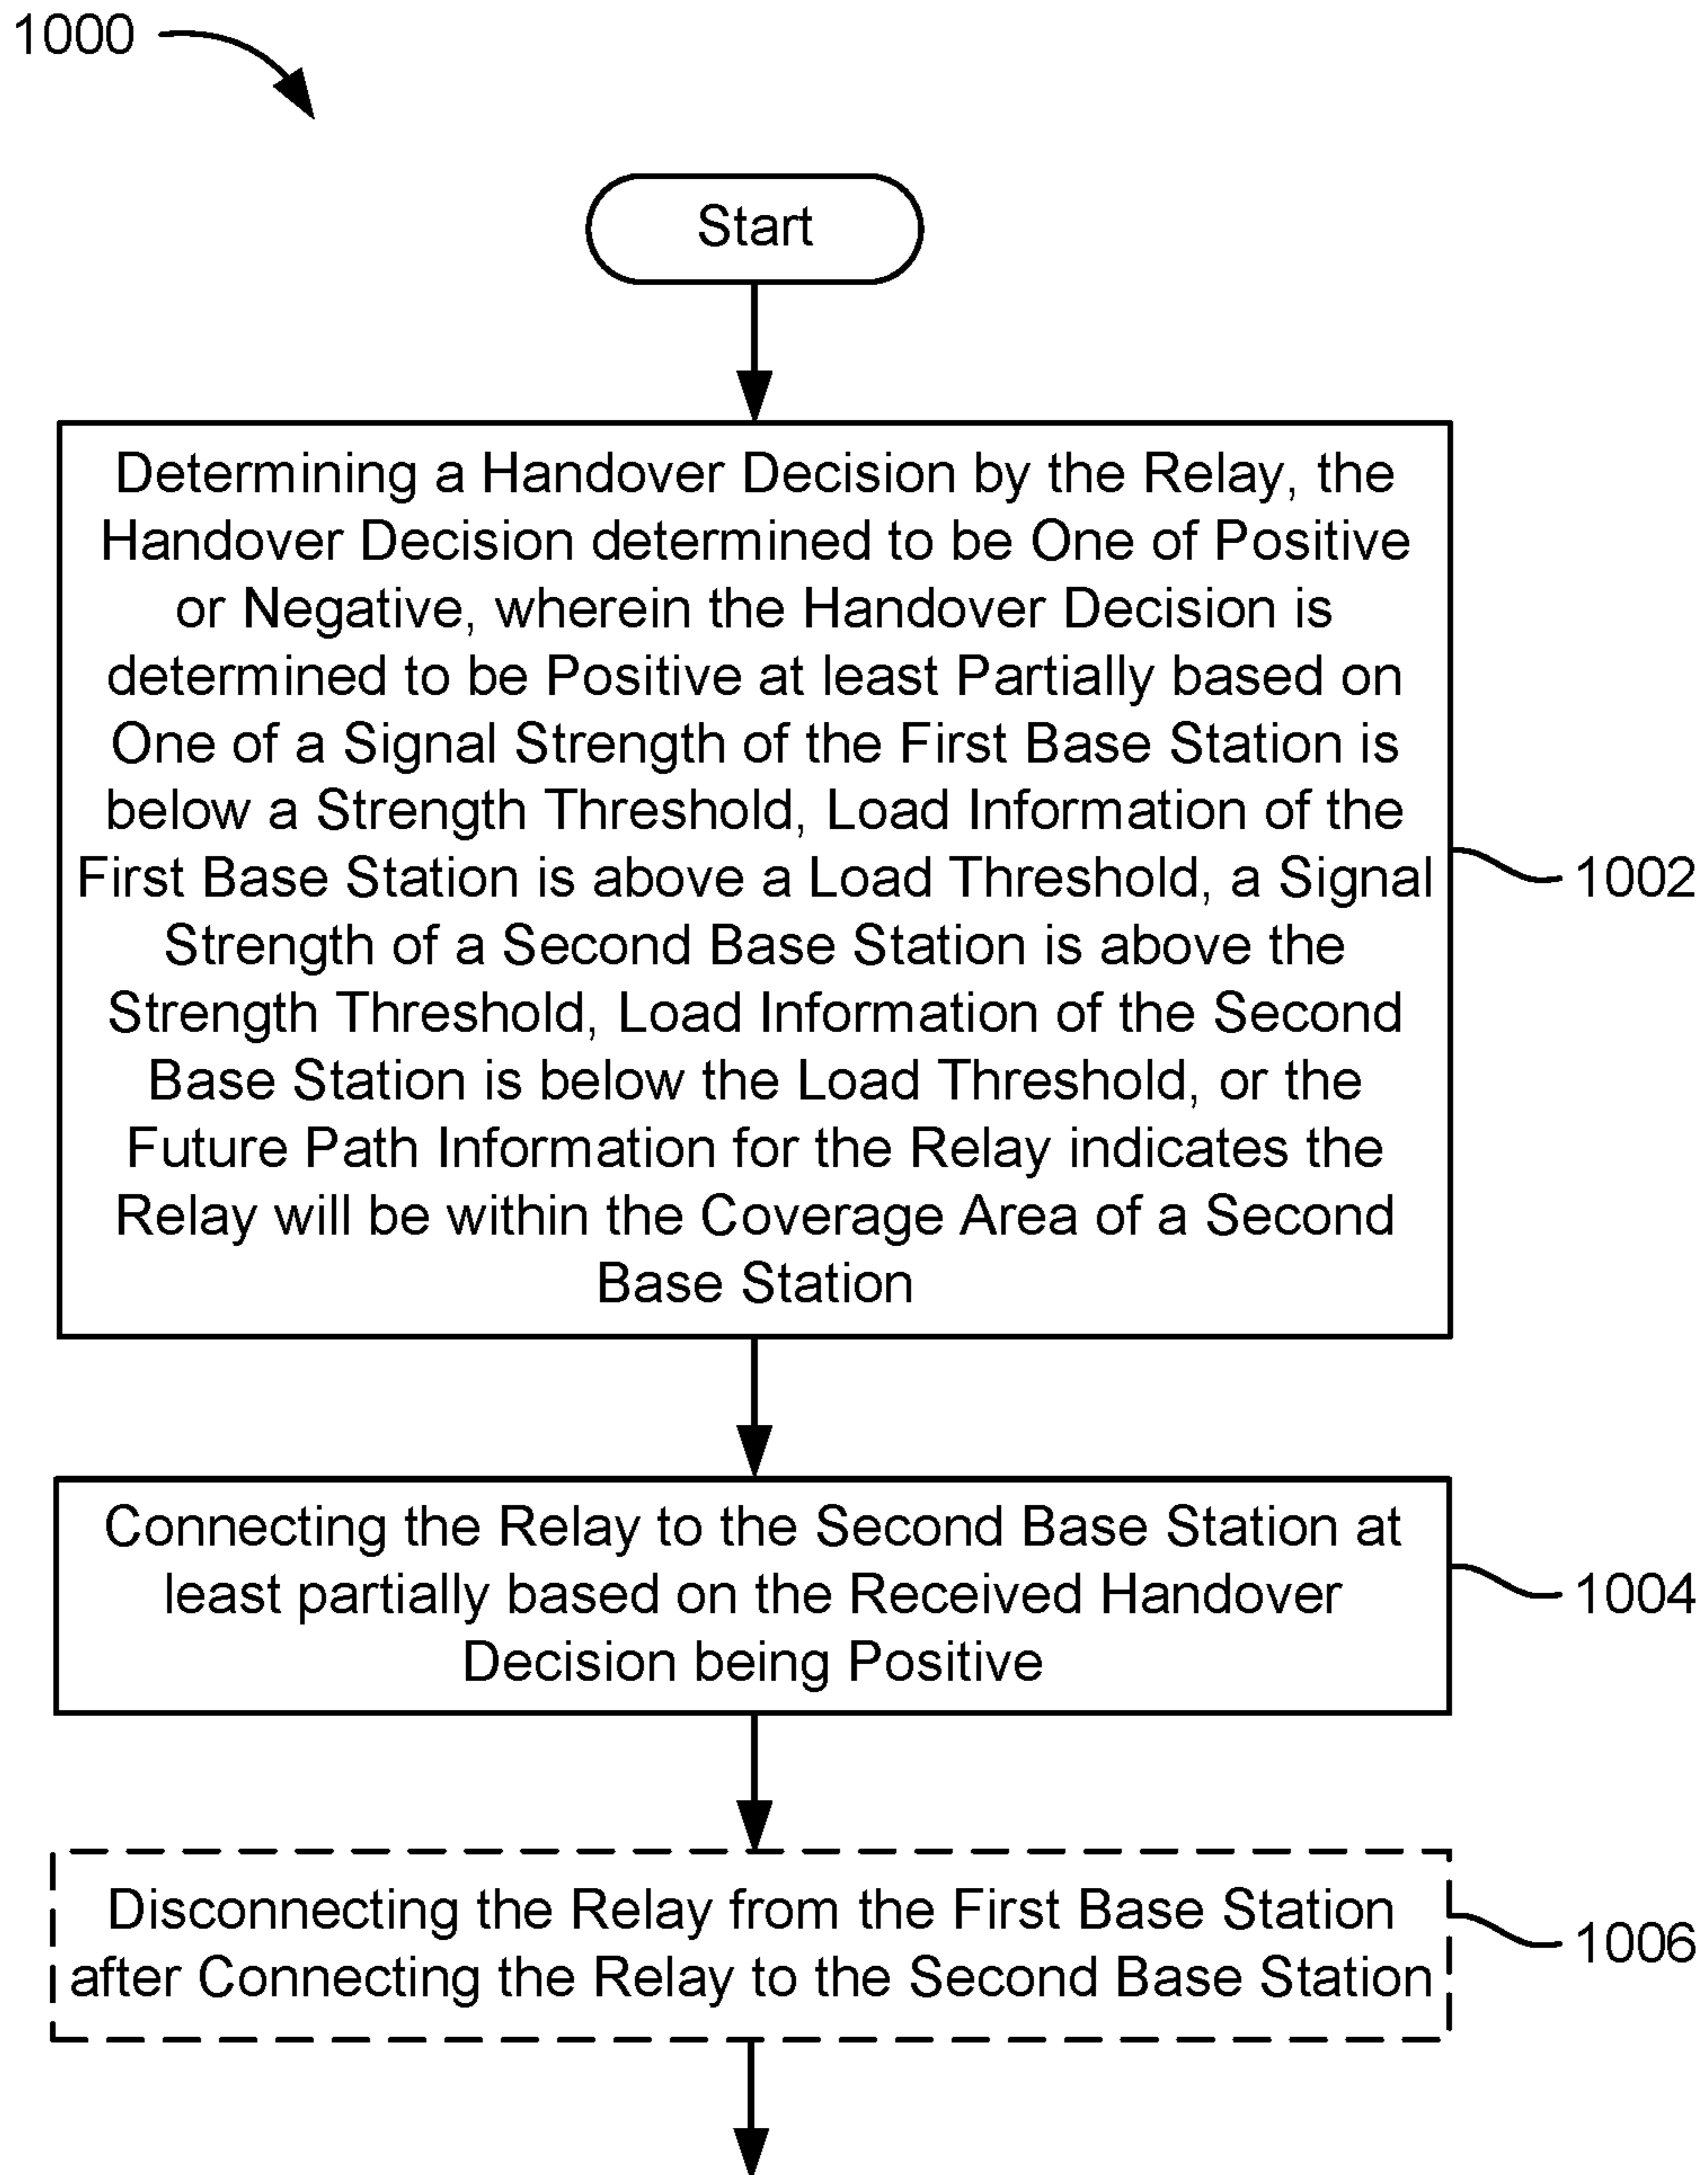 1000
Start
Determining a Handover Decision by the Relay, the
Handover Decision determined to be One of Positive
or Negative, wherein the Handover Decision is
determined to be Positive at least Partially based on
One of a Signal Strength of the First Base Station is
below a Strength Threshold, Load Information of the
First Base Station is above a Load Threshold, a Signal
Strength of a Second Base Station is above the
Strength Threshold, Load Information of the Second
Base Station is below the Load Threshold, or the
Future Path Information for the Relay indicates the
Relay will be within the Coverage Area of a Second
Base Station
1002
Connecting the Relay to the Second Base Station at
least partially based on the Received Handover
Decision being Positive
1004
Disconnecting the Relay from the First Base Station
after Connecting the Relay to the Second Base Station
1006